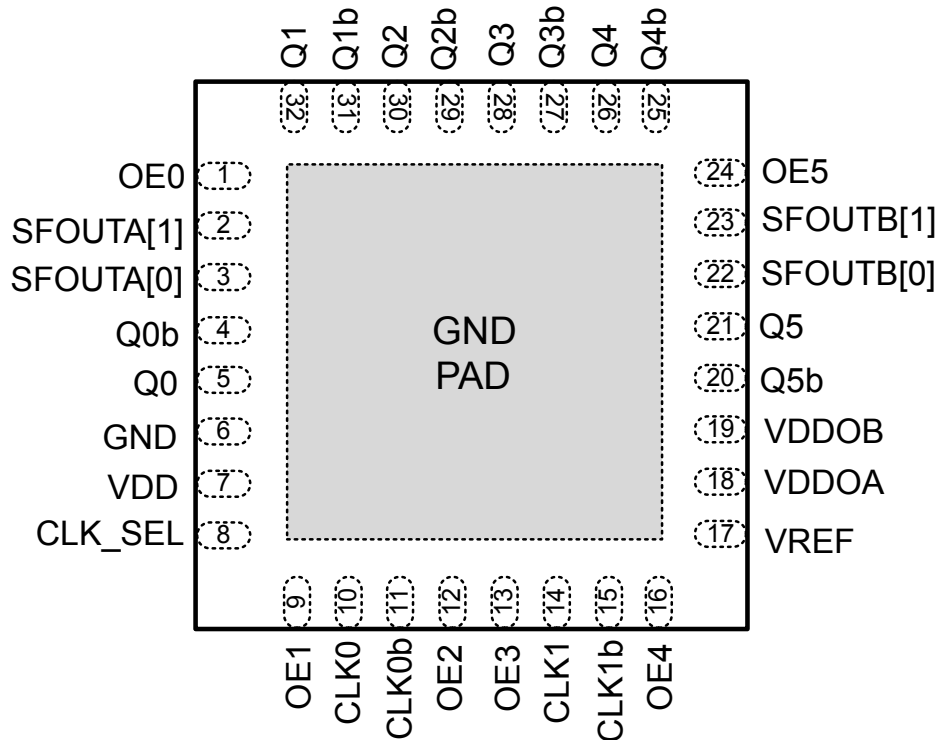 Q1
Q1b
Q2
Q2b
Q3
Q3b
Q4
Q4b
32
31
30
29
28
27
26
25
OE0 1
SFOUTA[1] 2
SFOUTA[0] 3
Q0b 4
Q0 5
GND 6
VDD 7
CLK_SEL 8
GND
PAD
24 OE5
23 SFOUTB[1]
22 SFOUTB[0]
21 Q5
20 Q5b
19 VDDOB
18 VDDOA
17 VREF
9
10
11
12
13
14
15
16
OE1
CLK0
CLK0b
OE2
OE3
CLK1
CLK1b
OE4